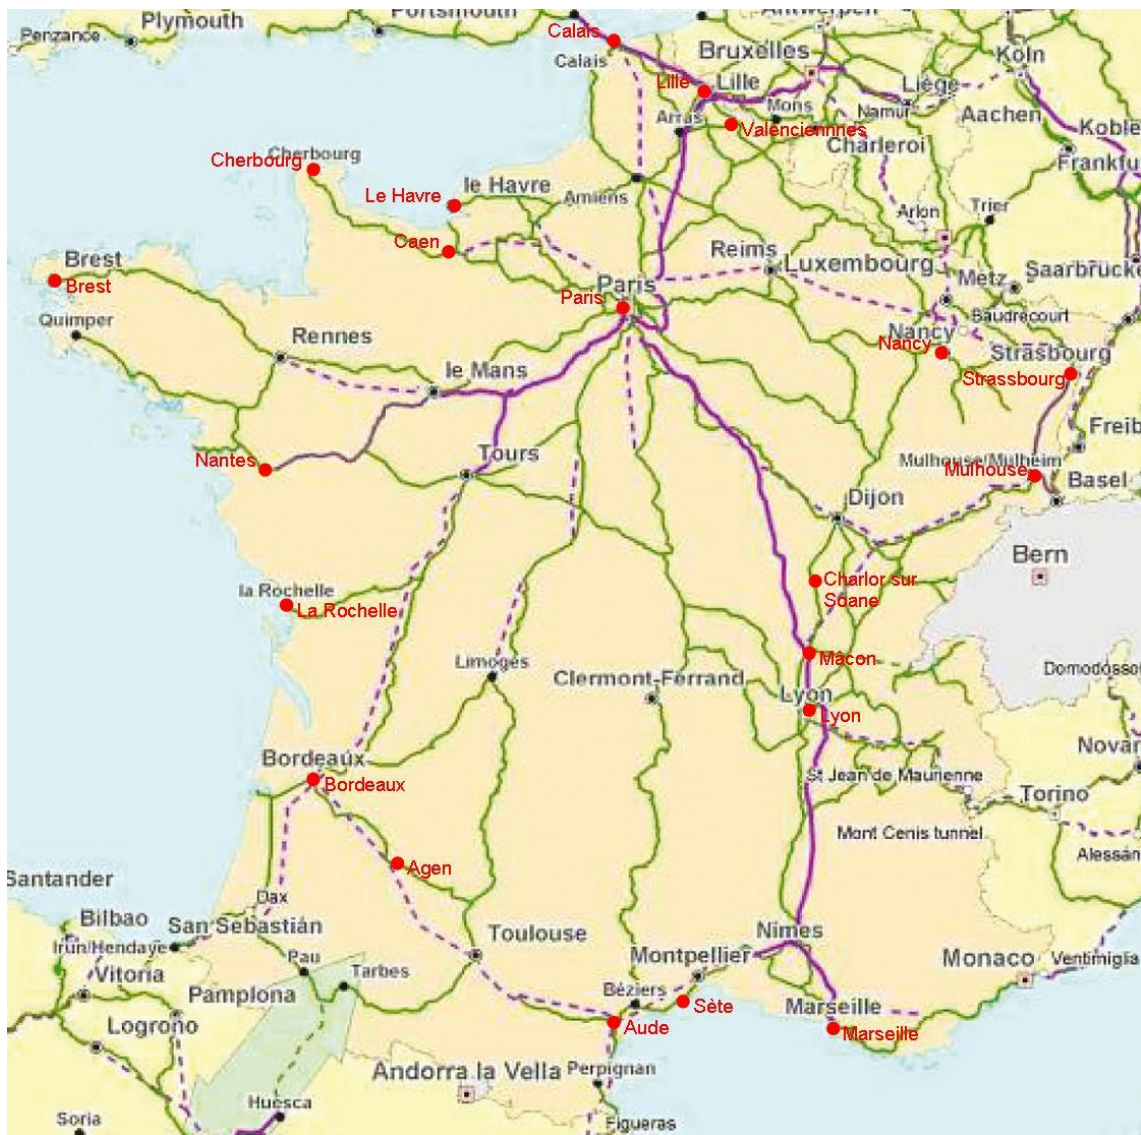 Plymouth
Portsmouth
Antwerpen
Penzance
Calais
Calais
Bruxelles
Köln
Lille
Lille
Liège
Mons
Namur
Aachen
Arras
Valenciennnes
Koble
Charleroi
Cherbourg
Cherbourg
Frankfu
Le Havre
le Havre
Amiens
Trier
Arlon
Caen
Reims
Luxembourg
Brest
Brest
Metz
Saarbrücke
Paris
Paris
Quimper
Baudrecourt
Rennes
Nancy
Nancy
Strasbourg
Strassbourg
le Mans
Freib
Nantes
Tours
Mulhouse/Mulheim
Mulhouse
Basel
Dijon
Bern
la Rochelle
La Rochelle
Charlor sur
Soane
Limoges
Mâcon
Clermont-Ferrand
Domodosso
Lyon
Lyon
Bordeaux
Bordeaux
Novar
St Jean de Maurienne
Torino
Mont Cenis tunnel
Alessán
Agen
Santander
Dax
Bilbao
San Sebastián
Irun/Hendaye
Toulouse
Nimes
Montpellier
Pau
Monaco
Ventimiglia
Vitoria
Tarbes
Pamplona
Béziers
Sète
Marseille
Logrono
Aude
Marseille
Andorra la Vella
Perpignan
Huesca
Soria
Figueras